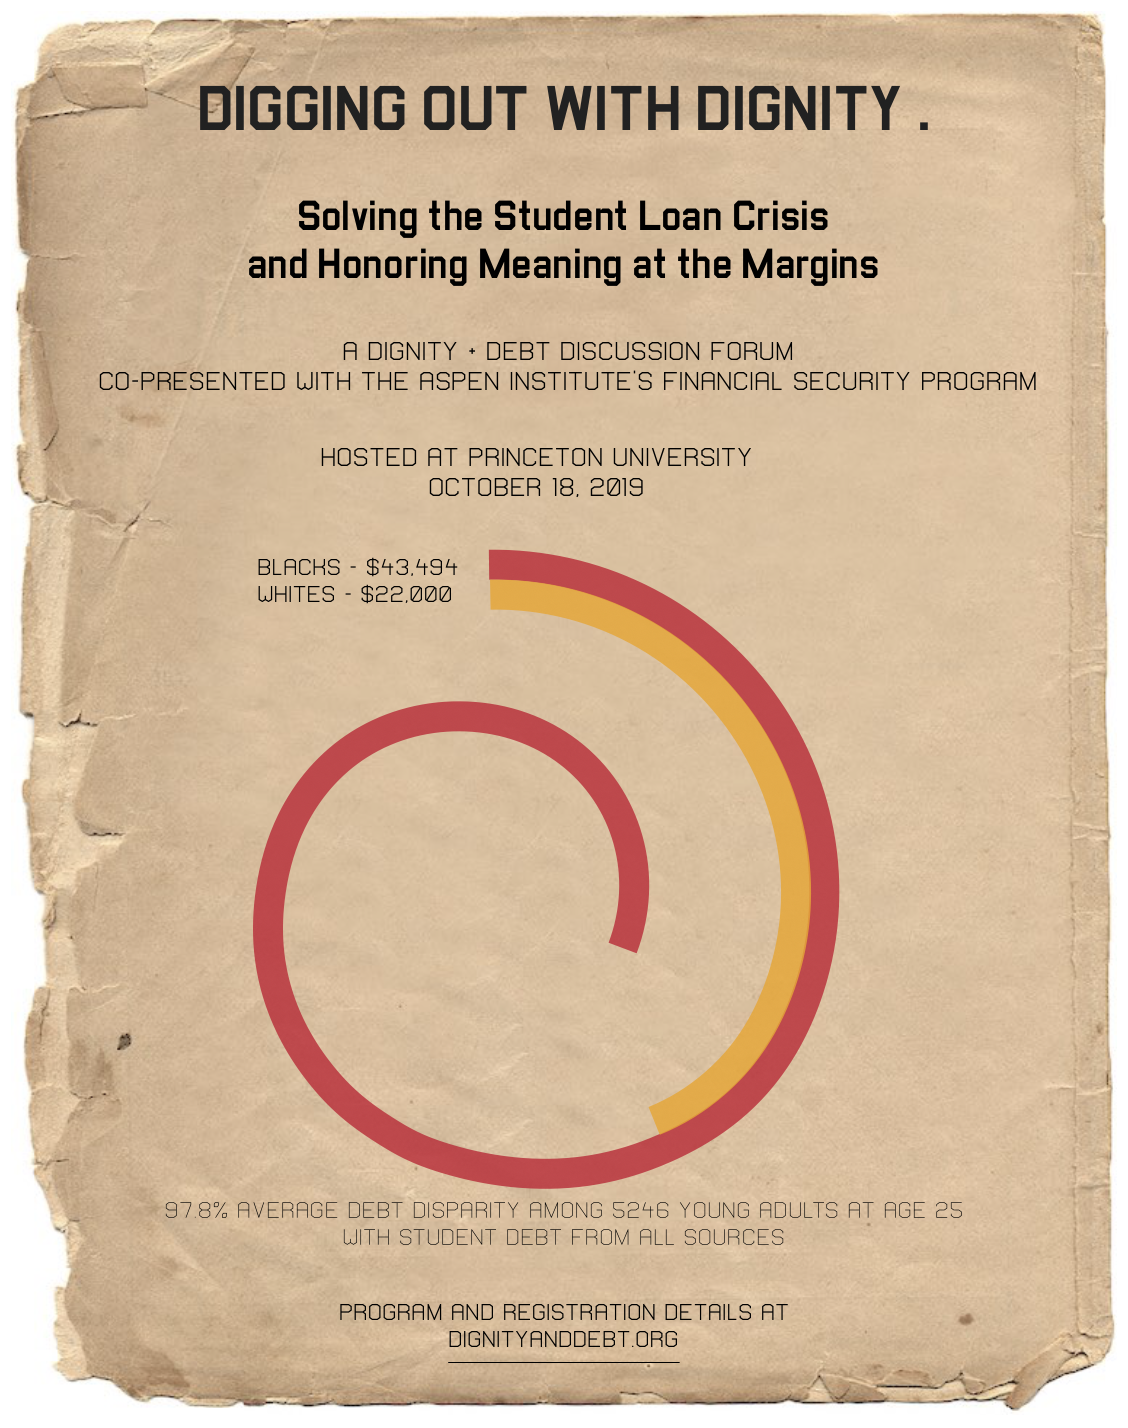 DIGGING OUT WITH DIGNITY .
Solving the Student Loan Crisis
and Honoring Meaning at the Margins
A DIGNITY + DEBT DISCUSSION FORUM
CO-PRESENTED WITH THE ASPEN INSTITUTE'S FINANCIAL SECURITY PROGRAM
HOSTED AT PRINCETON UNIVERSITY
OCTOBER 18, 2019
BLACKS - $43,494
WHITES - $22,000
97.8% AVERAGE DEBT DISPARITY AMONG 5246 YOUNG ADULTS AT AGE 25
WITH STUDENT DEBT FROM ALL SOURCES
PROGRAM AND REGISTRATION DETAILS AT
DIGNITYANDDEBT.ORG